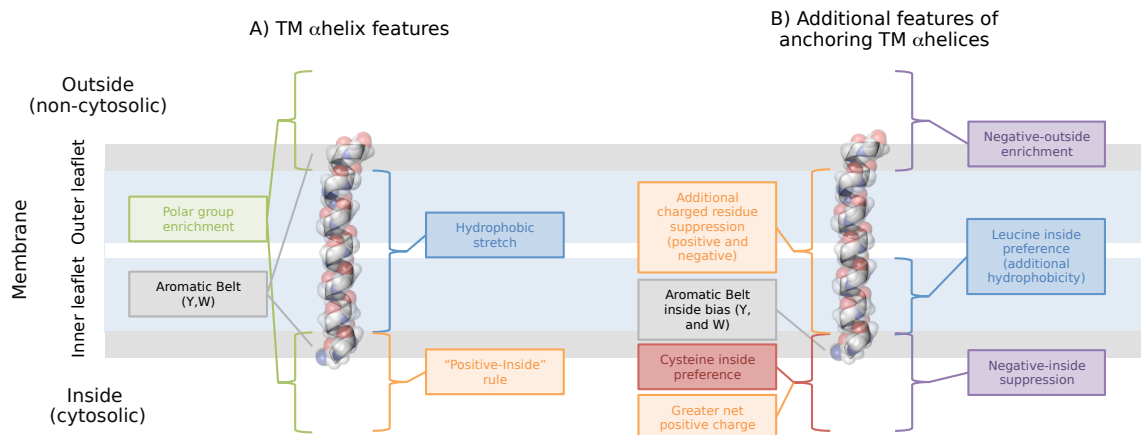 A) TM αhelix features
B) Additional features of
anchoring TM αhelices
Outside
(non-cytosolic)
Membrane
Outer leaflet
Inner leaflet
Inside
(cytosolic)
Polar group
enrichment
Aromatic Belt
(Y,W)
Hydrophobic
stretch
“Positive-Inside”
rule
Additional
charged residue
suppression
(positive and
negative)
Aromatic Belt
inside bias (Y,
and W)
Cysteine inside
preference
Greater net
positive charge
Negative-outside
enrichment
Leucine inside
preference
(additional
hydrophobicity)
Negative-inside
suppression